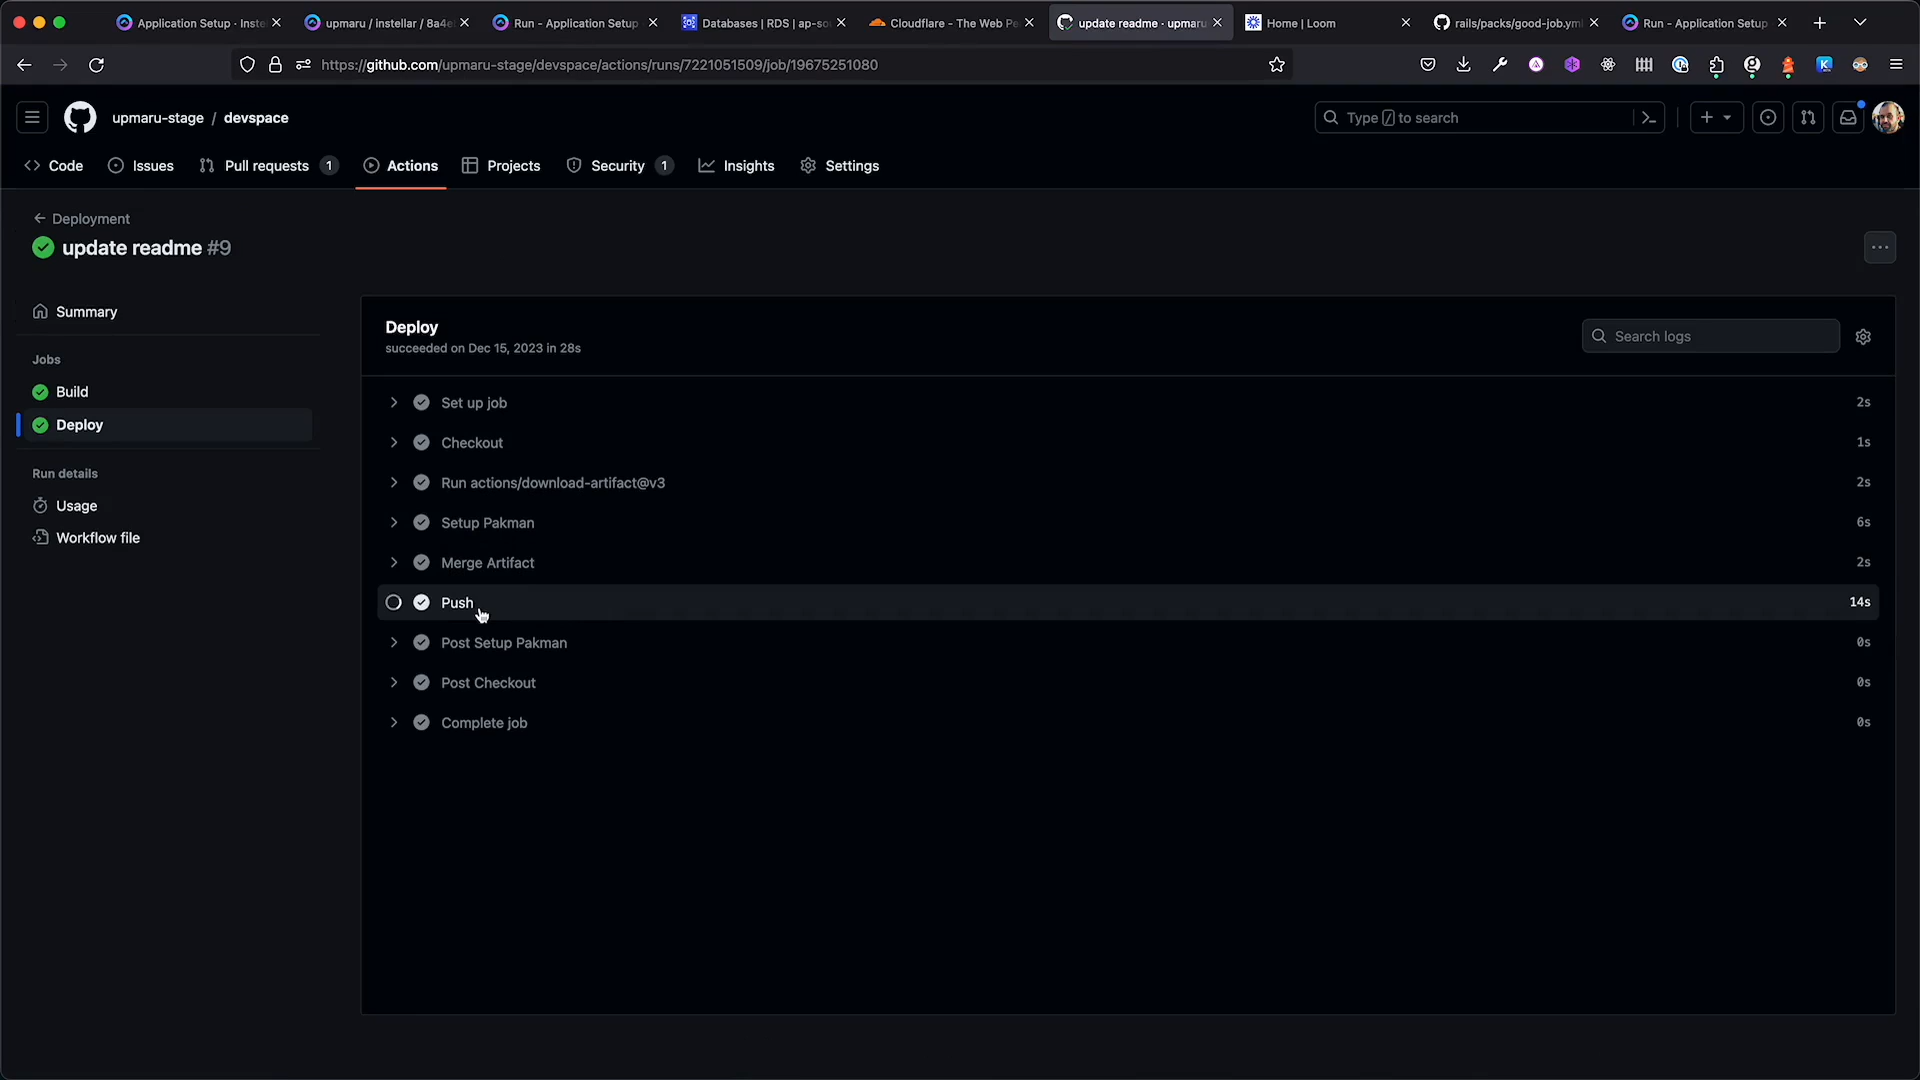 Application Setup · Inste
upmaru / instellar / 8a4e
Run - Application Setup
Databases | RDS | ap-so
Cloudflare - The Web Pe
update readme · upmaru
Home | Loom
rails/packs/good-job.yml
Run - Application Setup
https://github.com/upmaru-stage/devspace/actions/runs/7221051509/job/19675251080
upmaru-stage / devspace
Type / to search
Code
Issues
Pull requests 1
Actions
Projects
Security 1
Insights
Settings
Deployment
update readme #9
Summary
Jobs
Build
Deploy
Run details
Usage
Workflow file
Deploy
succeeded on Dec 15, 2023 in 28s
Search logs
Set up job 2s
Checkout 1s
Run actions/download-artifact@v3 2s
Setup Pakman 6s
Merge Artifact 2s
Push 14s
Post Setup Pakman 0s
Post Checkout 0s
Complete job 0s